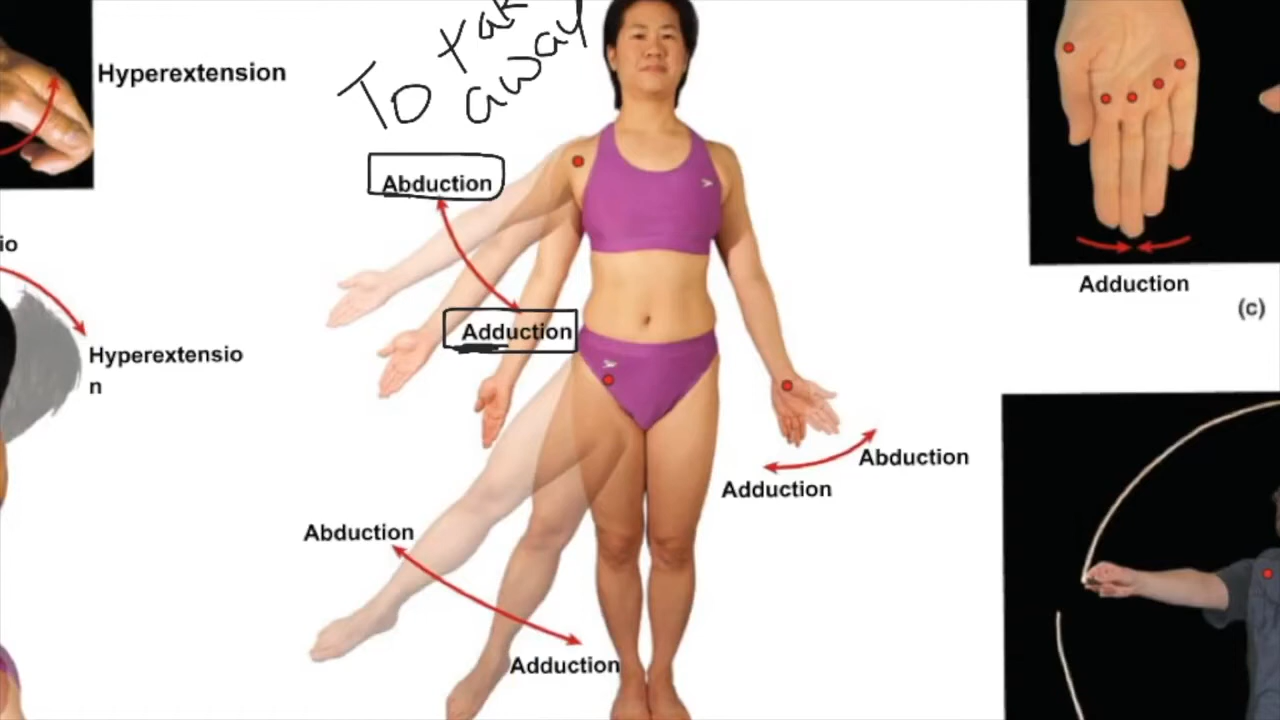 Hyperextension
To tak
away
Abduction
Adduction
io
Hyperextensio
n
Adduction
(c)
Abduction
Adduction
Abduction
Adduction